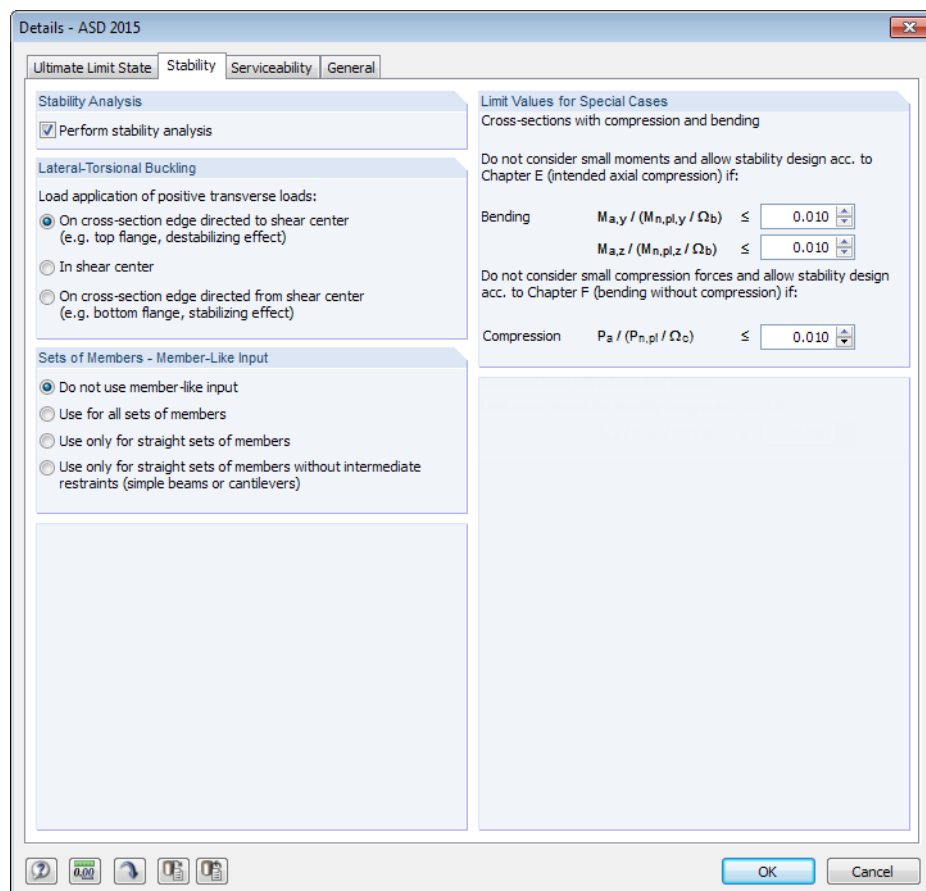 Details - ASD 2015
Ultimate Limit State
Stability
Serviceability
General
Stability Analysis
Perform stability analysis
Lateral-Torsional Buckling
Load application of positive transverse loads:
On cross-section edge directed to shear center
(e.g. top flange, destabilizing effect)
In shear center
On cross-section edge directed from shear center
(e.g. bottom flange, stabilizing effect)
Sets of Members - Member-Like Input
Do not use member-like input
Use for all sets of members
Use only for straight sets of members
Use only for straight sets of members without intermediate
restraints (simple beams or cantilevers)
Limit Values for Special Cases
Cross-sections with compression and bending
Do not consider small moments and allow stability design acc. to
Chapter E (intended axial compression) if:
Bending Ma,y / (Mn,pl,y / Ωb) ≤ 0.010
Ma,z / (Mn,pl,z / Ωb) ≤ 0.010
Do not consider small compression forces and allow stability design
acc. to Chapter F (bending without compression) if:
Compression Pa / (Pn,pl / Ωc) ≤ 0.010
0.00
OK
Cancel